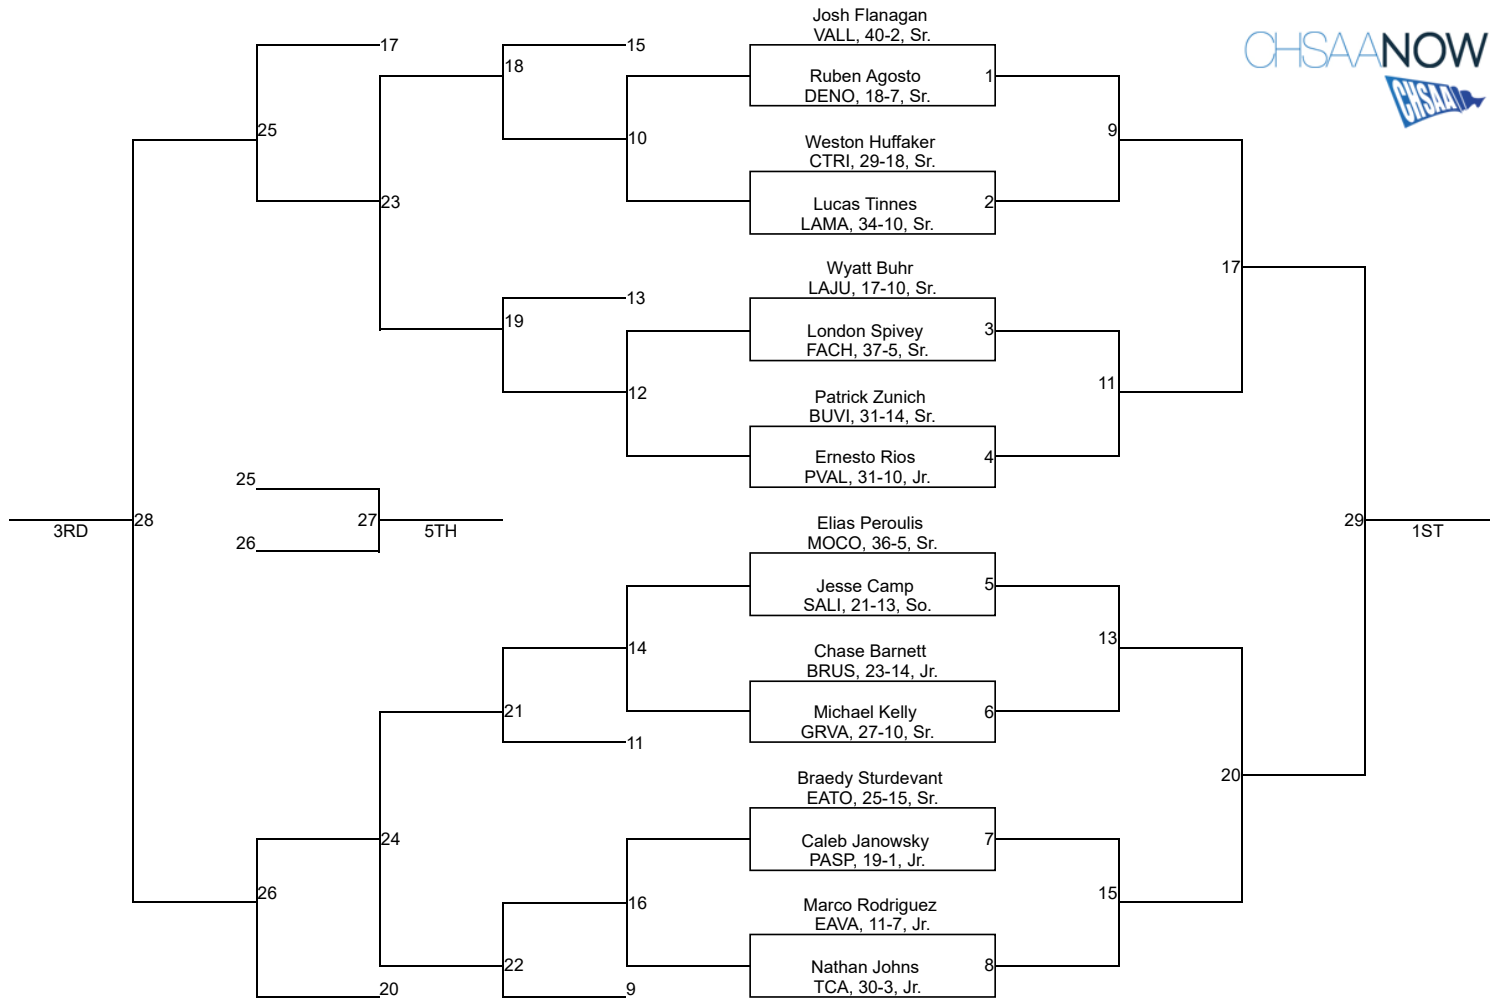 Josh Flanagan
VALL, 40-2, Sr.
CHSAANOW
CHSAA
17
15
18
Ruben Agosto
1
DENO, 18-7, Sr.
25
10
9
Weston Huffaker
CTRI, 29-18, Sr.
23
Lucas Tinnes
2
LAMA, 34-10, Sr.
Wyatt Buhr
17
LAJU, 17-10, Sr.
13
19
London Spivey
3
FACH, 37-5, Sr.
12
11
Patrick Zunich
BUVI, 31-14, Sr.
Ernesto Rios
4
PVAL, 31-10, Jr.
25
28
27
29
3RD
5TH
1ST
26
Elias Peroulis
MOCO, 36-5, Sr.
Jesse Camp
5
SALI, 21-13, So.
14
13
Chase Barnett
BRUS, 23-14, Jr.
21
Michael Kelly
6
GRVA, 27-10, Sr.
11
Braedy Sturdevant
20
EATO, 25-15, Sr.
24
Caleb Janowsky
7
PASP, 19-1, Jr.
26
16
15
Marco Rodriguez
EAVA, 11-7, Jr.
22
Nathan Johns
8
TCA, 30-3, Jr.
20
9